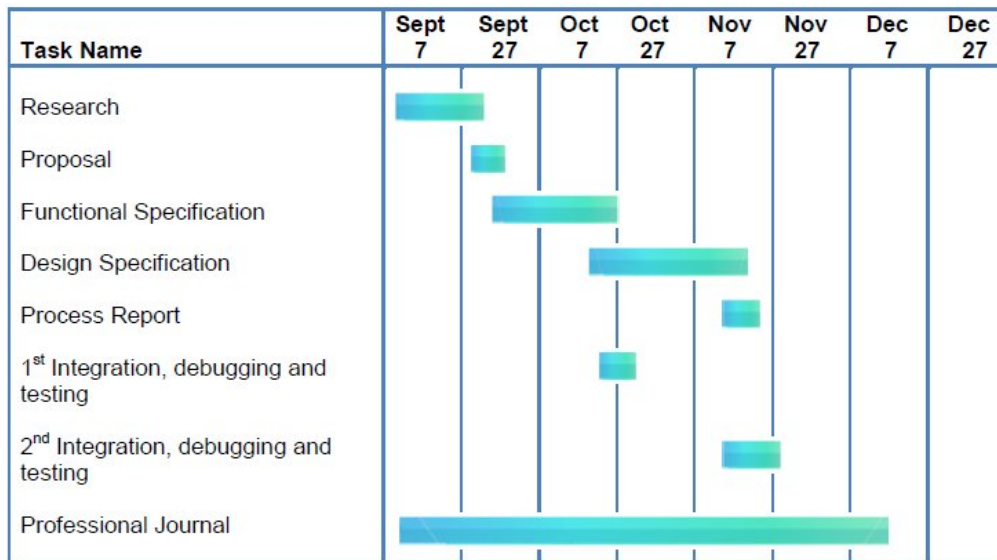 Task Name Sept 7 Sept 27 Oct 7 Oct 27 Nov 7 Nov 27 Dec 7 Dec 27
Research
Proposal
Functional Specification
Design Specification
Process Report
1st Integration, debugging and
testing
2nd Integration, debugging and
testing
Professional Journal